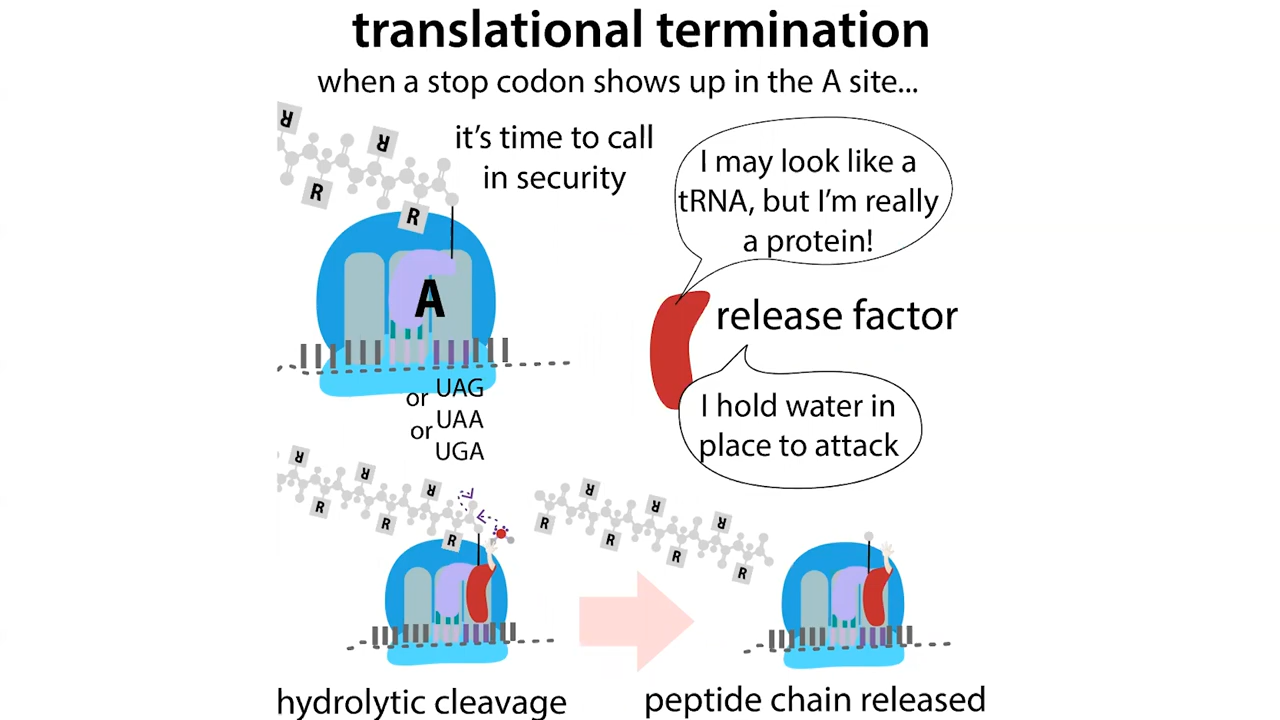 translational termination
when a stop codon shows up in the A site...
it's time to call
in security
I may look like a
tRNA, but I'm really
a protein!
R
R
R
R
A
release factor
I hold water in
place to attack
or UAG
or UAA
UGA
R
R
R
R
R
R
R
R
R
R
R
R
R
hydrolytic cleavage
peptide chain released